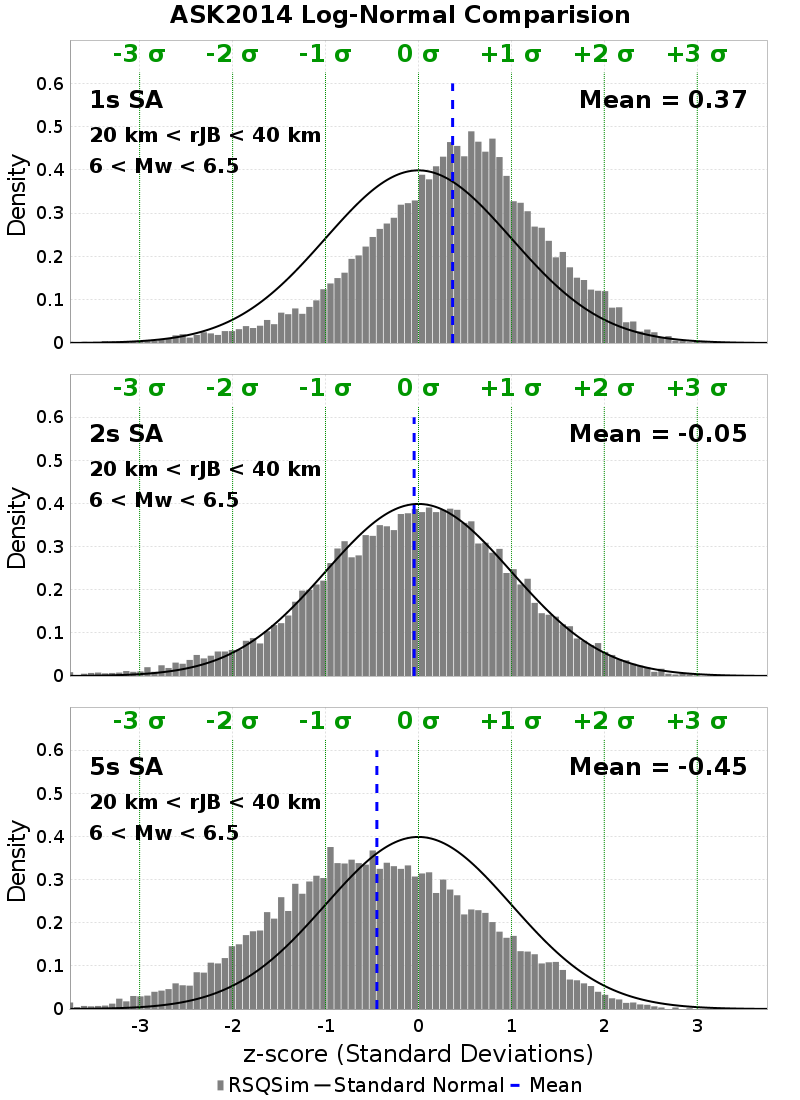 ASK2014 Log-Normal Comparision
-3 σ -2 σ -1 σ 0 σ +1 σ +2 σ +3 σ
1s SA
Mean = 0.37
20 km < rJB < 40 km
6 < Mw < 6.5
0.6
0.5
0.4
0.3
0.2
0.1
0
Density
-3 σ -2 σ -1 σ 0 σ +1 σ +2 σ +3 σ
2s SA
Mean = -0.05
20 km < rJB < 40 km
6 < Mw < 6.5
0.6
0.5
0.4
0.3
0.2
0.1
0
Density
-3 σ -2 σ -1 σ 0 σ +1 σ +2 σ +3 σ
5s SA
Mean = -0.45
20 km < rJB < 40 km
6 < Mw < 6.5
0.6
0.5
0.4
0.3
0.2
0.1
0
Density
-3 -2 -1 0 1 2 3
z-score (Standard Deviations)
RSQSim Standard Normal Mean